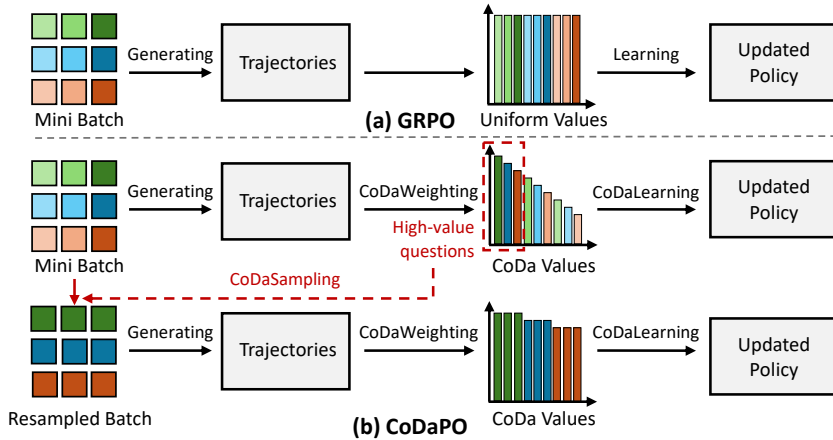 Generating
Trajectories
Learning
Updated
Policy
Mini Batch
(a) GRPO
Uniform Values
Generating
Trajectories
CoDaWeighting
CoDaLearning
Updated
Policy
High-value
questions
Mini Batch
CoDa Values
CoDaSampling
Generating
Trajectories
CoDaWeighting
CoDaLearning
Updated
Policy
Resampled Batch
(b) CoDaPO
CoDa Values